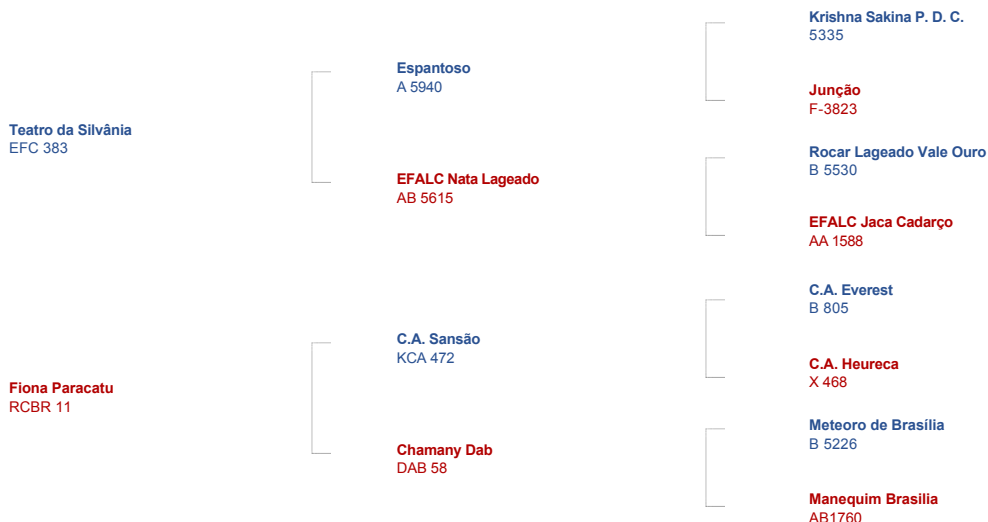 Krishna Sakina P. D. C.
5335
Espantoso
A 5940
Junção
F-3823
Teatro da Silvânia
EFC 383
Rocar Lageado Vale Ouro
B 5530
EFALC Nata Lageado
AB 5615
EFALC Jaca Cadarço
AA 1588
C.A. Everest
B 805
C.A. Sansão
KCA 472
C.A. Heureca
X 468
Fiona Paracatu
RCBR 11
Meteoro de Brasília
B 5226
Chamany Dab
DAB 58
Manequim Brasilia
AB1760